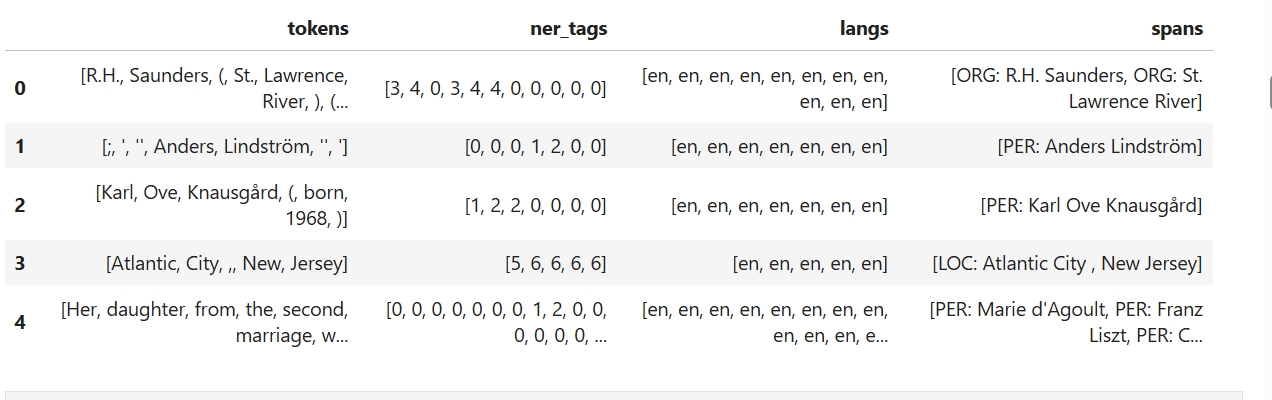 tokens ner_tags langs spans
0 [R.H., Saunders, (, St., Lawrence, River, ), (... [3, 4, 0, 3, 4, 4, 0, 0, 0, 0, 0] [en, en, en, en, en, en, en, en, en, en, en] [ORG: R.H. Saunders, ORG: St. Lawrence River]
1 [;, ', '', Anders, Lindström, '', '] [0, 0, 0, 1, 2, 0, 0] [en, en, en, en, en, en, en] [PER: Anders Lindström]
2 [Karl, Ove, Knausgård, (, born, 1968, )] [1, 2, 2, 0, 0, 0, 0] [en, en, en, en, en, en, en] [PER: Karl Ove Knausgård]
3 [Atlantic, City, ,, New, Jersey] [5, 6, 6, 6, 6] [en, en, en, en, en] [LOC: Atlantic City , New Jersey]
4 [Her, daughter, from, the, second, marriage, w... [0, 0, 0, 0, 0, 0, 0, 1, 2, 0, 0, 0, 0, 0, 0, ... [en, en, en, en, en, en, en, en, en, en, en, e... [PER: Marie d'Agoult, PER: Franz Liszt, PER: C...